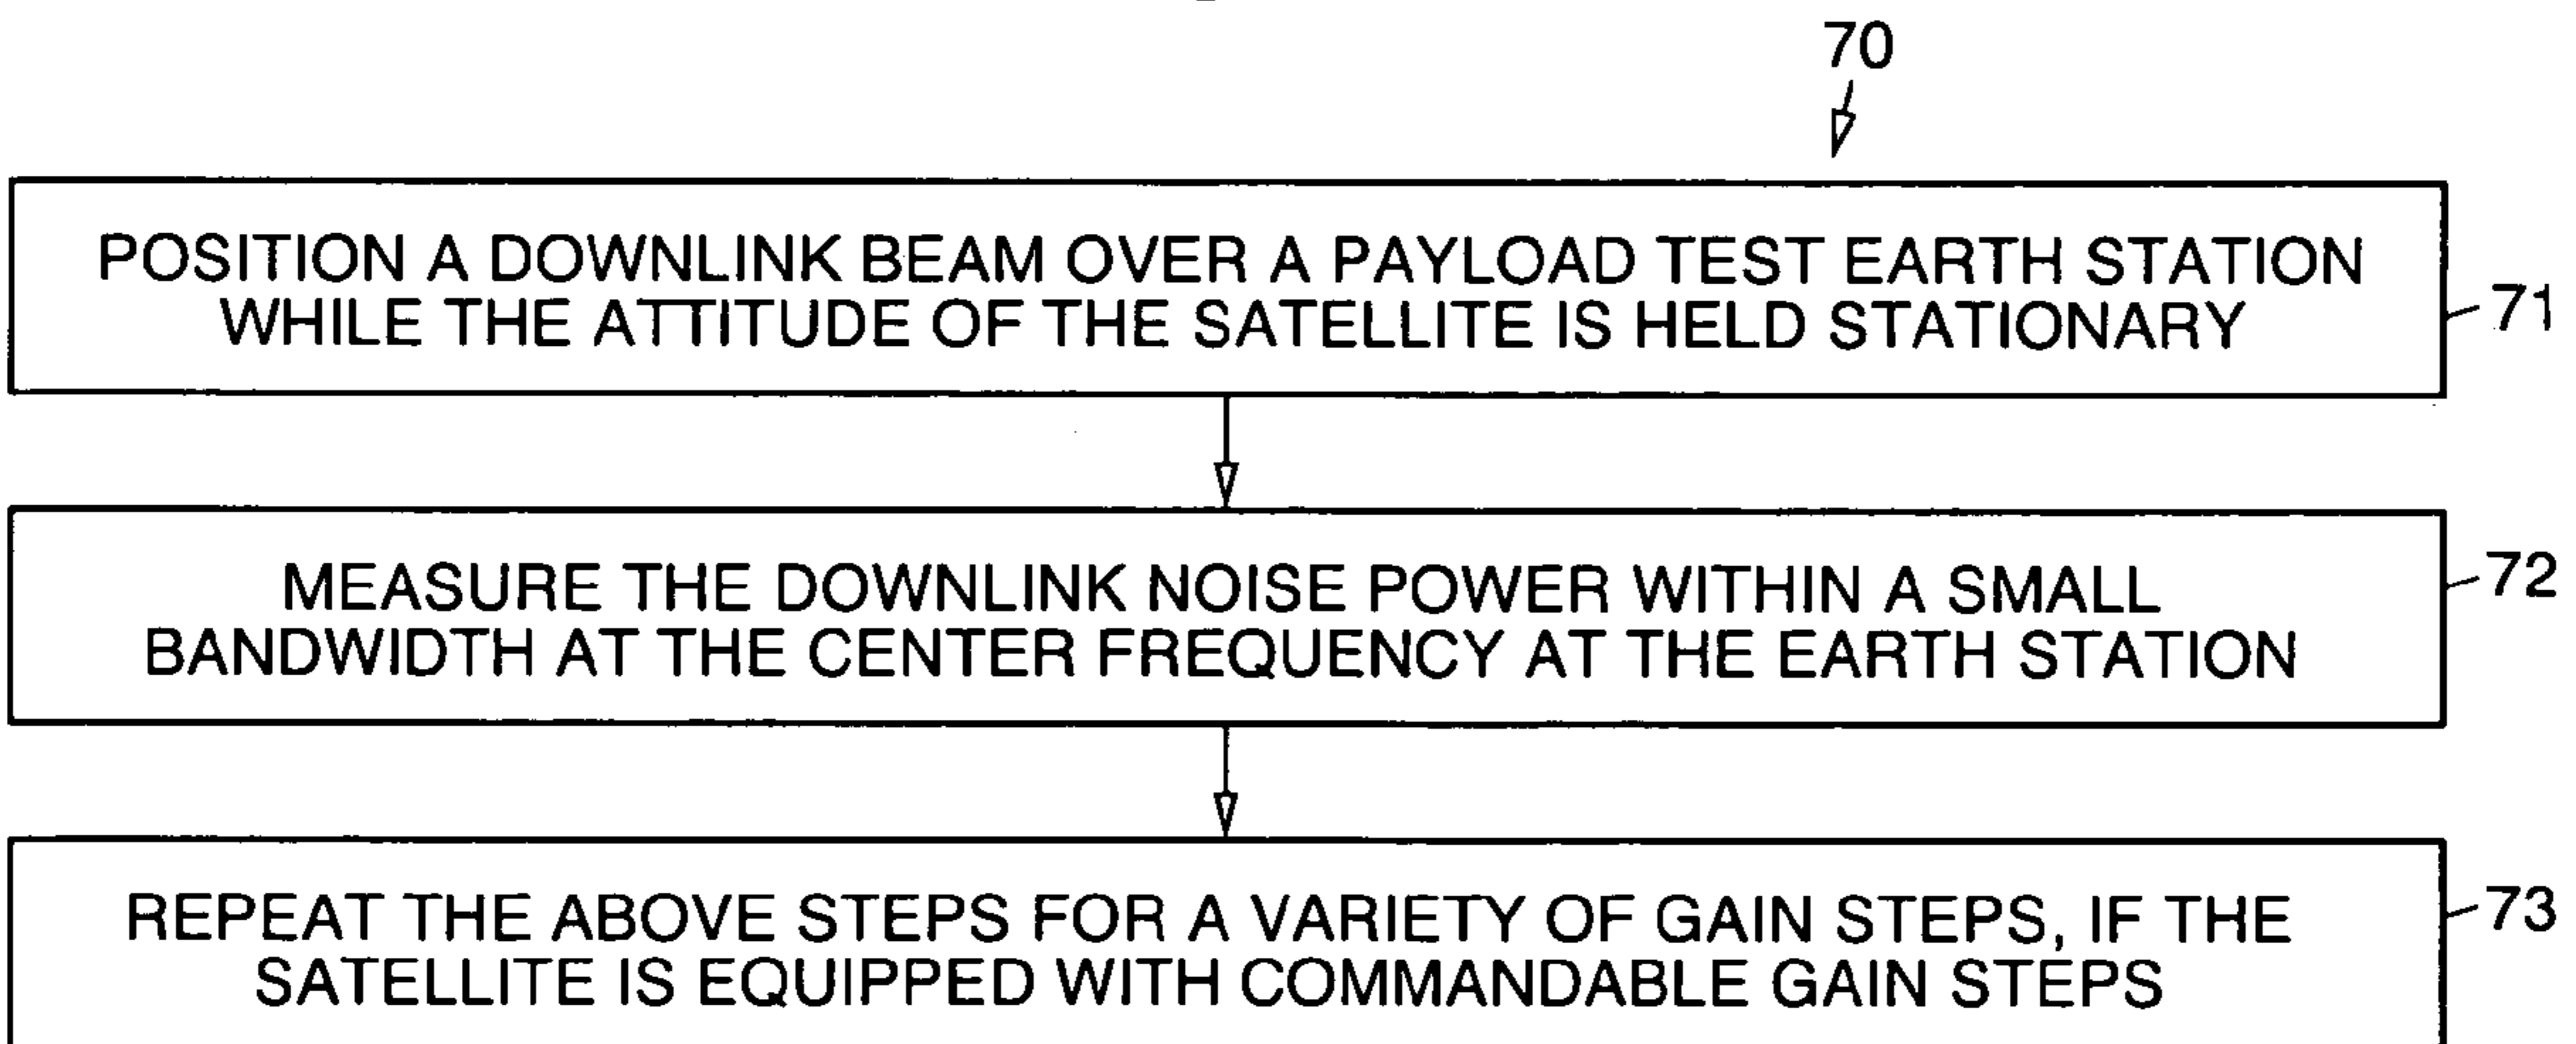 70
POSITION A DOWNLINK BEAM OVER A PAYLOAD TEST EARTH STATION
WHILE THE ATTITUDE OF THE SATELLITE IS HELD STATIONARY
71
MEASURE THE DOWNLINK NOISE POWER WITHIN A SMALL
BANDWIDTH AT THE CENTER FREQUENCY AT THE EARTH STATION
72
REPEAT THE ABOVE STEPS FOR A VARIETY OF GAIN STEPS, IF THE
SATELLITE IS EQUIPPED WITH COMMANDABLE GAIN STEPS
73